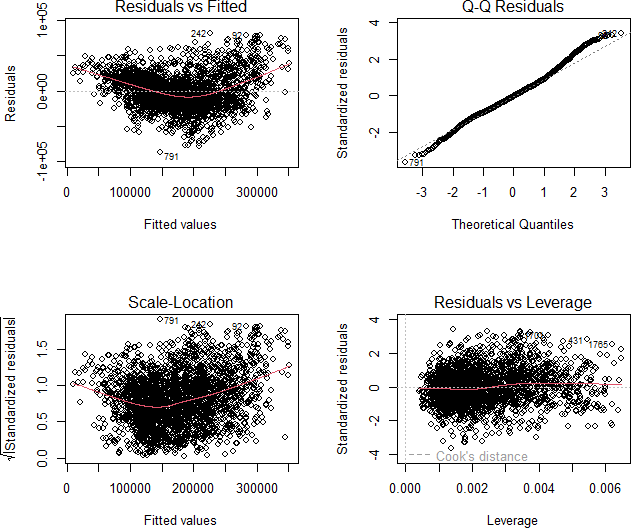 Residuals vs Fitted
Residuals
-1e+05
0e+00
1e+05
242
92
791
0
100000
200000
300000
Fitted values
Q-Q Residuals
Standardized residuals
-2
0
2
4
791
-3
-2
-1
0
1
2
3
Theoretical Quantiles
Scale-Location
√|Standardized residuals|
0.0
0.5
1.0
1.5
791
242
92
0
100000
200000
300000
Fitted values
Residuals vs Leverage
Standardized residuals
-4
-2
0
2
4
431
1765
Cook's distance
0.000
0.002
0.004
0.006
Leverage